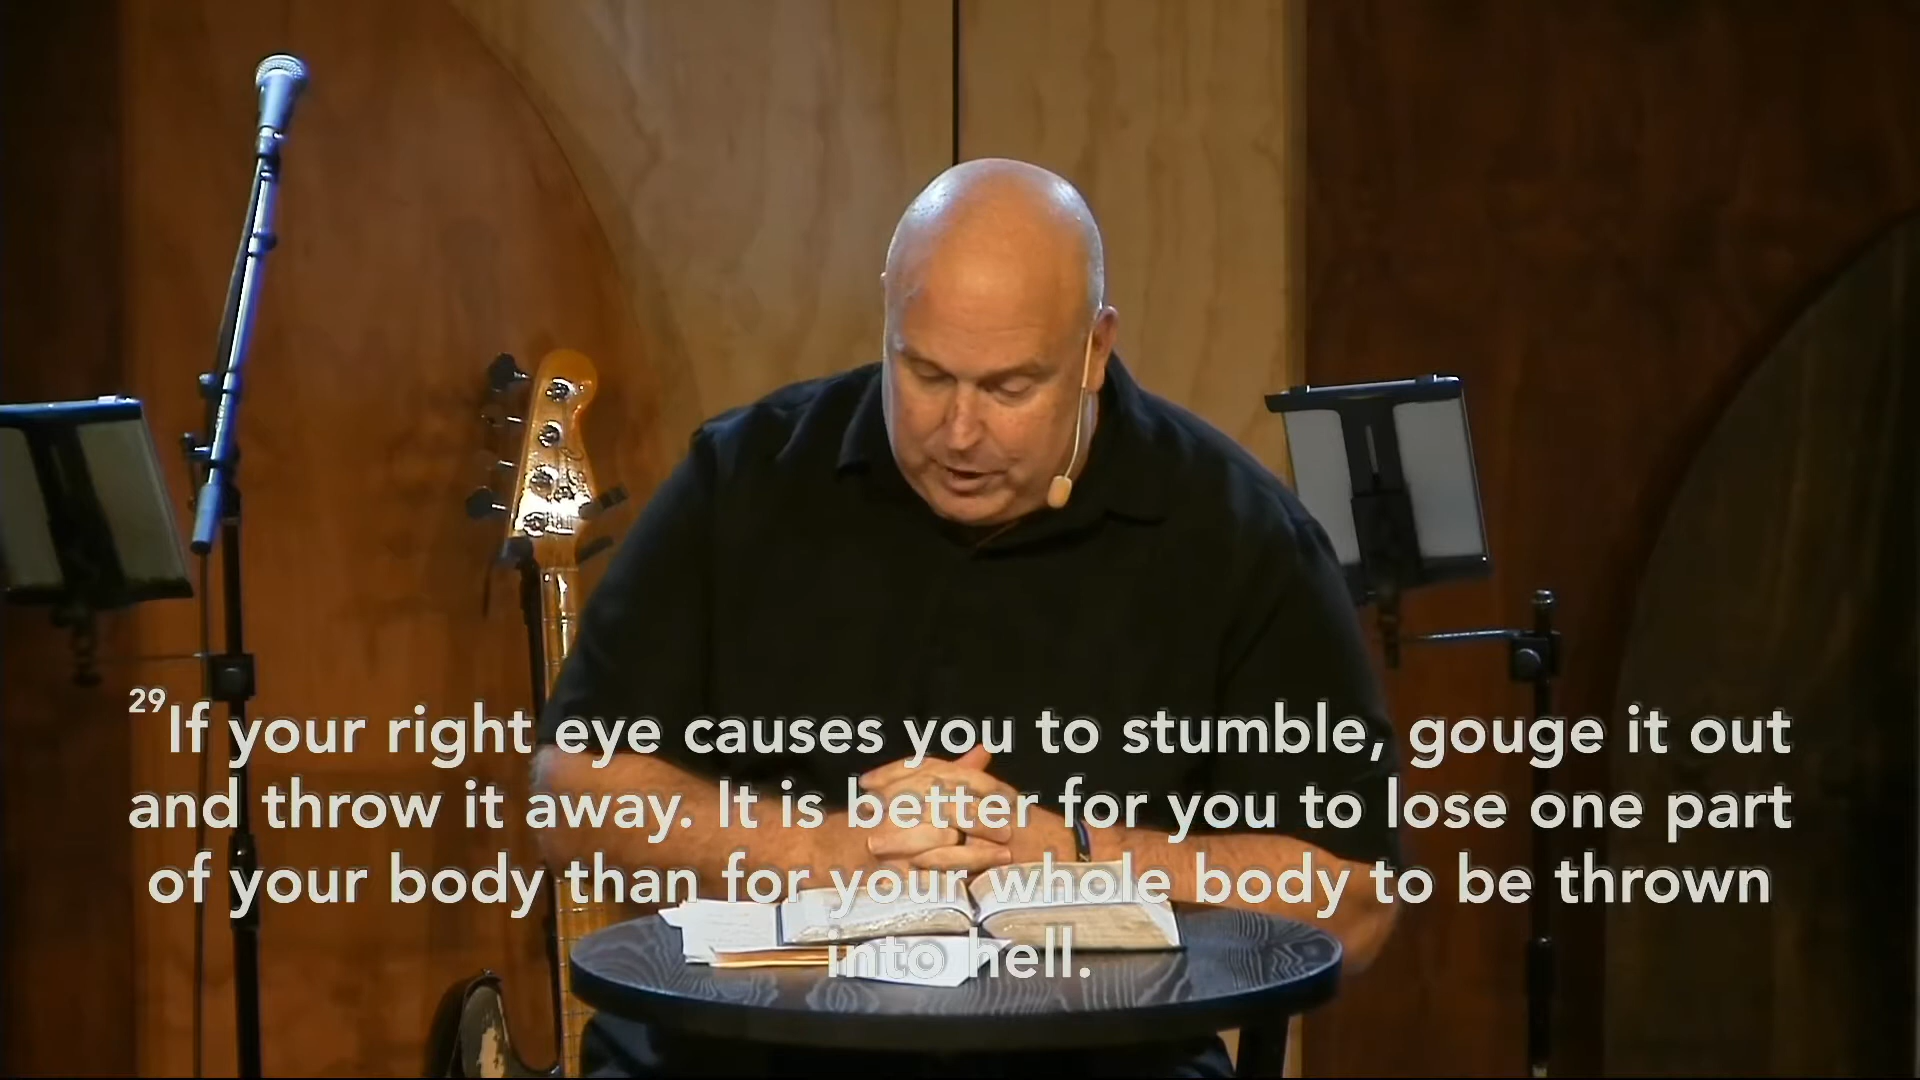 29If your right eye causes you to stumble, gouge it out
and throw it away. It is better for you to lose one part
of your body than for your whole body to be thrown
into hell.